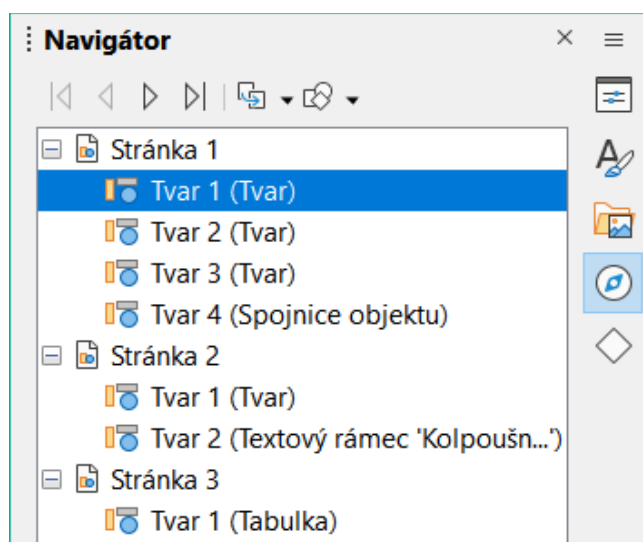 Navigátor
Stránka 1
Tvar 1 (Tvar)
Tvar 2 (Tvar)
Tvar 3 (Tvar)
Tvar 4 (Spojnice objektu)
Stránka 2
Tvar 1 (Tvar)
Tvar 2 (Textový rámec 'Kolpoušn...')
Stránka 3
Tvar 1 (Tabulka)